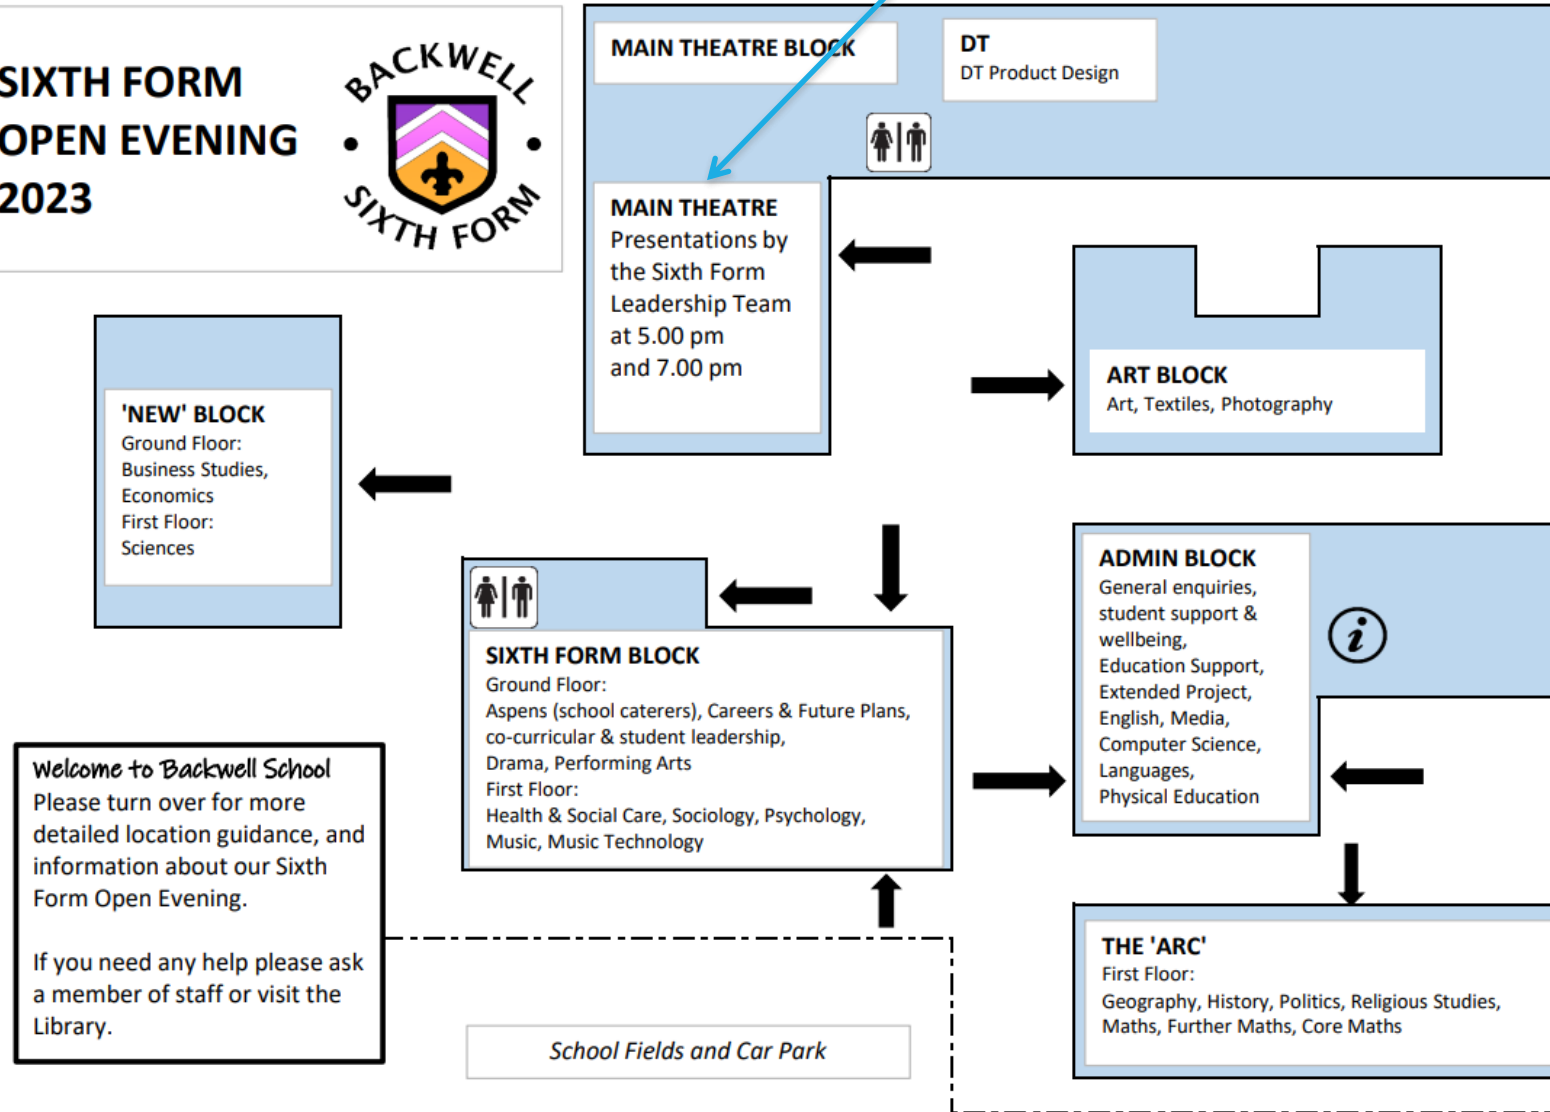 SIXTH FORM
OPEN EVENING
2023
BACKWELL
SIXTH FORM
MAIN THEATRE BLOCK
DT
DT Product Design
MAIN THEATRE
Presentations by
the Sixth Form
Leadership Team
at 5.00 pm
and 7.00 pm
ART BLOCK
Art, Textiles, Photography
'NEW' BLOCK
Ground Floor:
Business Studies,
Economics
First Floor:
Sciences
SIXTH FORM BLOCK
Ground Floor:
Aspens (school caterers), Careers & Future Plans,
co-curricular & student leadership,
Drama, Performing Arts
First Floor:
Health & Social Care, Sociology, Psychology,
Music, Music Technology
ADMIN BLOCK
General enquiries,
student support &
wellbeing,
Education Support,
Extended Project,
English, Media,
Computer Science,
Languages,
Physical Education
i
Welcome to Backwell School
Please turn over for more
detailed location guidance, and
information about our Sixth
Form Open Evening.
If you need any help please ask
a member of staff or visit the
Library.
THE 'ARC'
First Floor:
Geography, History, Politics, Religious Studies,
Maths, Further Maths, Core Maths
School Fields and Car Park